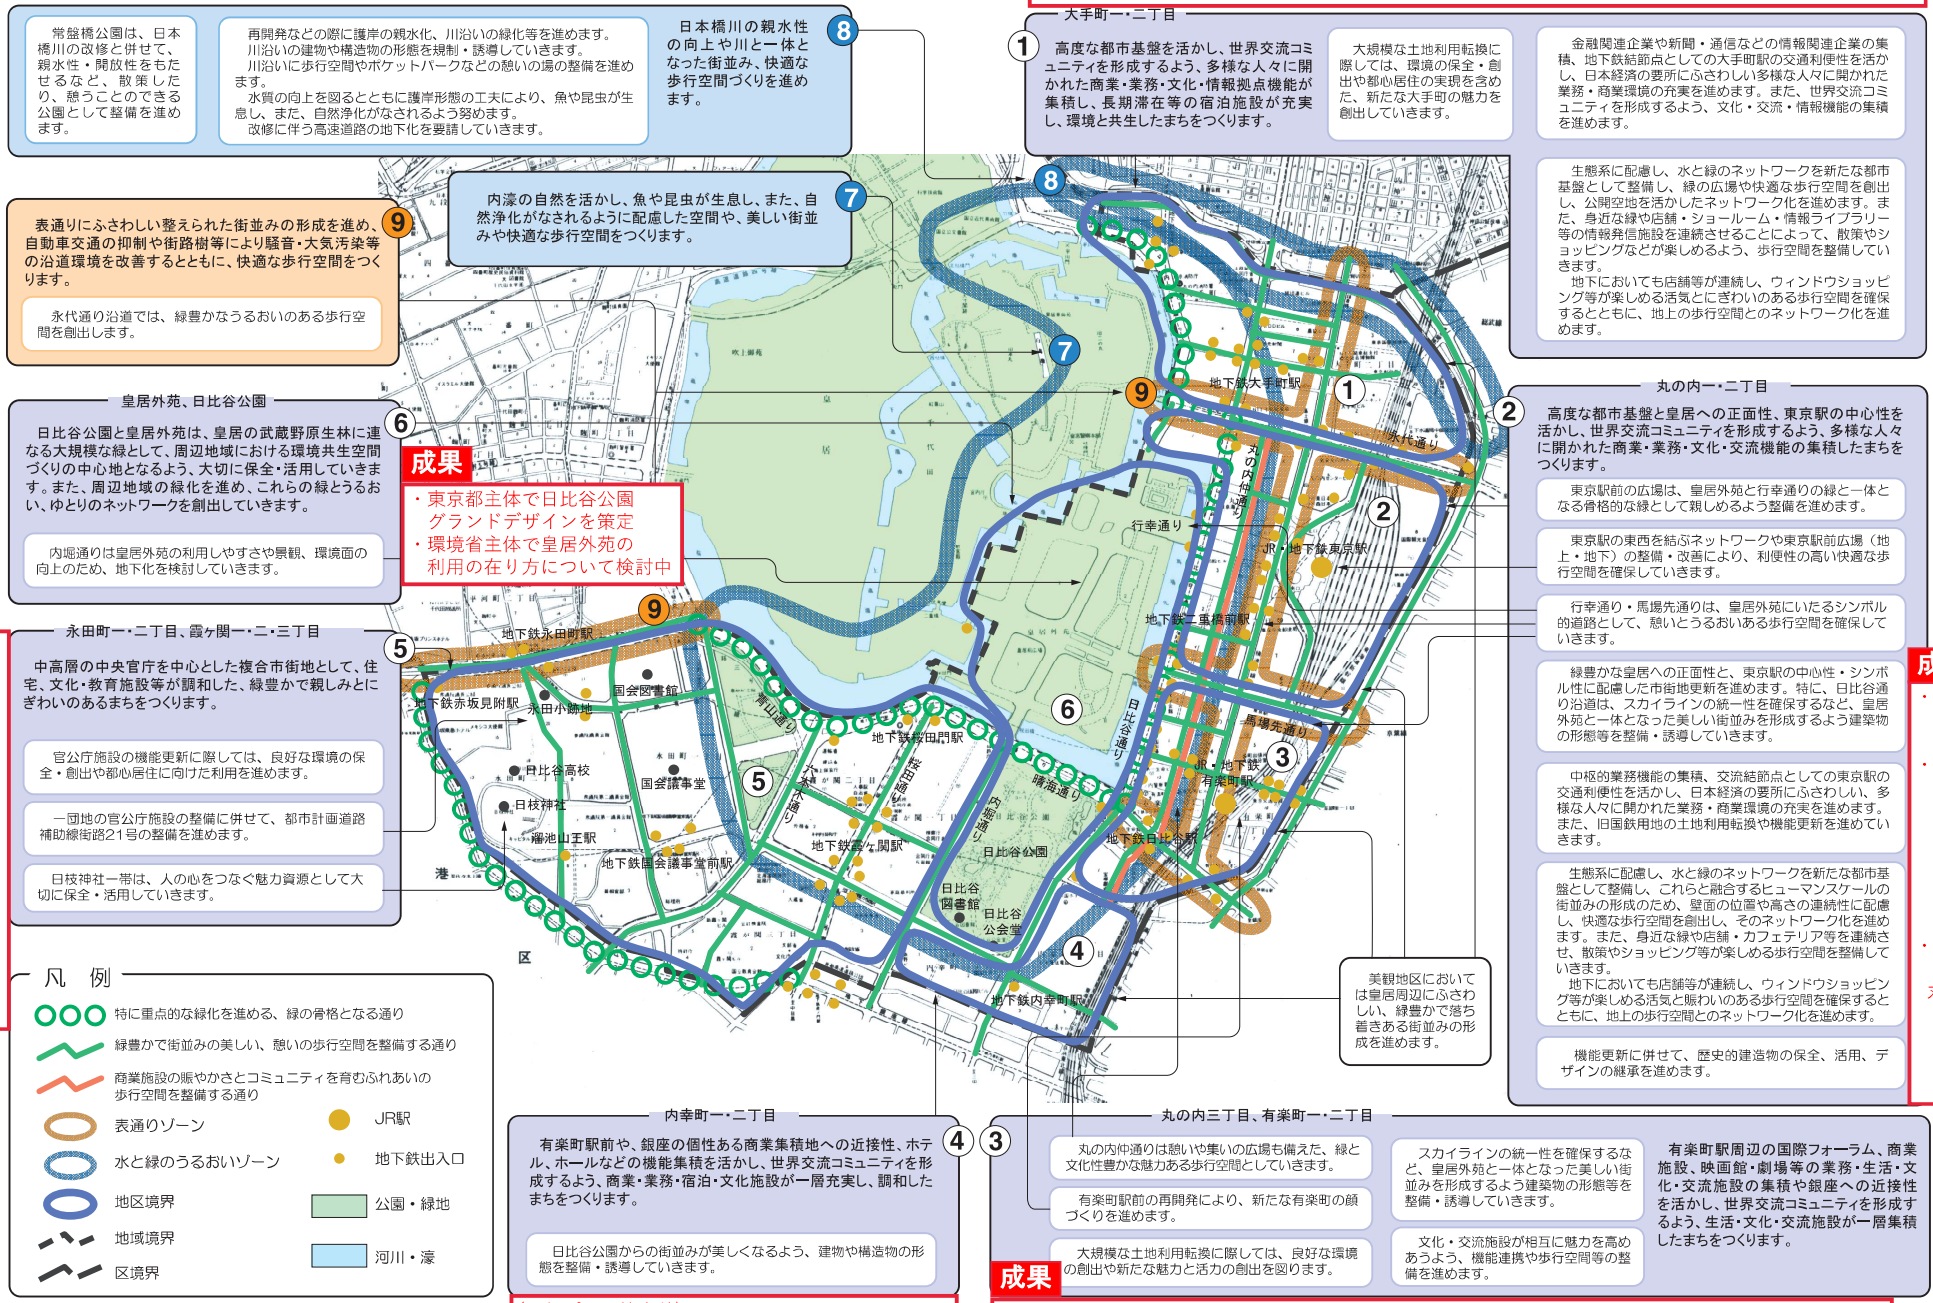 常盤橋公園は、日本
橋川の改修と併せて、
親水性・開放性をもた
せるなど、散策した
り、憩うことのできる
公園として整備を進め
ます。
再開発などの際に護岸の親水化、川沿いの緑化等を進めます。
川沿いの建物や構造物の形態を規制・誘導していきます。
川沿いに歩行空間やポケットパークなどの憩いの場の整備を進め
ます。
水質の向上を図るとともに護岸形態の工夫により、魚や昆虫が生
息し、また、自然浄化がなされるよう努めます。
改修に伴う高速道路の地下化を要請していきます。
日本橋川の親水性
の向上や川と一体と
なった街並み、快適な
歩行空間づくりを進め
ます。
8
内濠の自然を活かし、魚や昆虫が生息し、また、自
然浄化がなされるように配慮した空間や、美しい街並
みや快適な歩行空間をつくります。
7
表通りにふさわしい整えられた街並みの形成を進め、
自動車交通の抑制や街路樹等により騒音・大気汚染等
の沿道環境を改善するとともに、快適な歩行空間をつく
ります。
9
永代通り沿道では、緑豊かなうるおいのある歩行空
間を創出します。
皇居外苑、日比谷公園
6
日比谷公園と皇居外苑は、皇居の武蔵野原生林に連
なる大規模な緑として、周辺地域における環境共生空間
づくりの中心地となるよう、大切に保全・活用していきま
す。また、周辺地域の緑化を進め、これらの緑とうるお
い、ゆとりのネットワークを創出していきます。
内堀通りは皇居外苑の利用しやすさや景観、環境面の
向上のため、地下化を検討していきます。
成果
・東京都主体で日比谷公園
グランドデザインを策定
・環境省主体で皇居外苑の
利用の在り方について検討中
永田町一・二丁目、霞ヶ関一・二・三丁目
5
中高層の中央官庁を中心とした複合市街地として、住
宅、文化・教育施設等が調和した、緑豊かで親しみとに
ぎわいのあるまちをつくります。
官公庁施設の機能更新に際しては、良好な環境の保
全・創出や都心居住に向けた利用を進めます。
一団地の官公庁施設の整備に併せて、都市計画道路
補助線街路21号の整備を進めます。
日枝神社一帯は、人の心をつなぐ魅力資源として大
切に保全・活用していきます。
大手町一・二丁目
1
高度な都市基盤を活かし、世界交流コミ
ュニティを形成するよう、多様な人々に開
かれた商業・業務・文化・情報拠点機能が
集積し、長期滞在等の宿泊施設が充実
し、環境と共生したまちをつくります。
大規模な土地利用転換に
際しては、環境の保全・創
出や都心居住の実現を含め
た、新たな大手町の魅力を
創出していきます。
金融関連企業や新聞・通信などの情報関連企業の集
積、地下鉄結節点としての大手町駅の交通利便性を活か
し、日本経済の要所にふさわしい多様な人々に開かれた
業務・商業環境の充実を進めます。また、世界交流コミ
ュニティを形成するよう、文化・交流・情報機能の集積
を進めます。
生態系に配慮し、水と緑のネットワークを新たな都市
基盤として整備し、緑の広場や快適な歩行空間を創出
し、公開空地を活かしたネットワーク化を進めます。ま
た、身近な緑や店舗・ショールーム・情報ライブラリー
等の情報発信施設を連続させることによって、散策やシ
ョッピングなどが楽しめるよう、歩行空間を整備してい
きます。
地下においても店舗等が連続し、ウィンドウショッピ
ング等が楽しめる活気とにぎわいのある歩行空間を確保
するとともに、地上の歩行空間とのネットワーク化を進
めます。
丸の内一・二丁目
2
高度な都市基盤と皇居への正面性、東京駅の中心性を
活かし、世界交流コミュニティを形成するよう、多様な人々
に開かれた商業・業務・文化・交流機能の集積したまちを
つくります。
東京駅前の広場は、皇居外苑と行幸通りの緑と一体と
なる骨格的な緑として親しめるよう整備を進めます。
東京駅の東西を結ぶネットワークや東京駅前広場（地
上・地下）の整備・改善により、利便性の高い快適な歩
行空間を確保していきます。
行幸通り・馬場先通りは、皇居外苑にいたるシンボル
的道路として、憩いとうるおいある歩行空間を確保して
いきます。
緑豊かな皇居への正面性と、東京駅の中心性・シンボ
ル性に配慮した市街地更新を進めます。特に、日比谷通
り沿道は、スカイラインの統一性を確保するなど、皇居
外苑と一体となった美しい街並みを形成するよう建築物
の形態等を整備・誘導していきます。
中枢的業務機能の集積、交流結節点としての東京駅の
交通利便性を活かし、日本経済の要所にふさわしい、多
様な人々に開かれた業務・商業環境の充実を進めます。
また、旧国鉄用地の土地利用転換や機能更新を進めてい
きます。
生態系に配慮し、水と緑のネットワークを新たな都市基
盤として整備し、これらと融合するヒューマンスケールの
街並みの形成のため、壁面の位置や高さの連続性に配慮
し、快適な歩行空間を創出し、そのネットワーク化を進め
ます。また、身近な緑や店舗・カフェテリア等を連続さ
せ、散策やショッピング等が楽しめる歩行空間を整備して
いきます。
地下においても店舗等が連続し、ウィンドウショッピン
グ等が楽しめる活気と賑わいのある歩行空間を確保すると
ともに、地上の歩行空間とのネットワーク化を進めます。
機能更新に併せて、歴史的建造物の保全、活用、デ
ザインの継承を進めます。
美観地区において
は皇居周辺にふさわ
しい、緑豊かで落ち
着きある街並みの形
成を進めます。
8
7
9
1
2
9
6
5
3
4
吹上御苑
皇
居
千
代
田
地下鉄大手町駅
永代通り
丸の内仲通り
行幸通り
JR・地下鉄東京駅
地下鉄二重橋前駅
日比谷通り
馬場先通り
JR・地下鉄
有楽町駅
地下鉄日比谷駅
晴海通り
内堀通り
日比谷公園
日比谷
図書館
日比谷
公会堂
地下鉄内幸町駅
地下鉄永田町駅
地下鉄赤坂見附駅
国会図書館
永田小跡地
青山通り
地下鉄桜田門駅
日比谷高校
国会議事堂
六本木通り
桜田通り
日枝神社
溜池山王駅
地下鉄国会議事堂前駅
地下鉄霞ヶ関駅
港
区
凡 例
特に重点的な緑化を進める、緑の骨格となる通り
緑豊かで街並みの美しい、憩いの歩行空間を整備する通り
商業施設の賑やかさとコミュニティを育むふれあいの
歩行空間を整備する通り
表通りゾーン
水と緑のうるおいゾーン
地区境界
地域境界
区境界
JR駅
地下鉄出入口
公園・緑地
河川・濠
内幸町一・二丁目
4
有楽町駅前や、銀座の個性ある商業集積地への近接性、ホテ
ル、ホールなどの機能集積を活かし、世界交流コミュニティを形
成するよう、商業・業務・宿泊・文化施設が一層充実し、調和した
まちをつくります。
日比谷公園からの街並みが美しくなるよう、建物や構造物の形
態を整備・誘導していきます。
丸の内三丁目、有楽町一・二丁目
3
丸の内仲通りは憩いや集いの広場も備えた、緑と
文化性豊かな魅力ある歩行空間としていきます。
有楽町駅前の再開発により、新たな有楽町の顔
づくりを進めます。
大規模な土地利用転換に際しては、良好な環境
の創出や新たな魅力と活力の創出を図ります。
スカイラインの統一性を確保するな
ど、皇居外苑と一体となった美しい街
並みを形成するよう建築物の形態等を
整備・誘導していきます。
文化・交流施設が相互に魅力を高め
あうよう、機能連携や歩行空間等の整
備を進めます。
有楽町駅周辺の国際フォーラム、商業
施設、映画館・劇場等の業務・生活・文
化・交流施設の集積や銀座への近接性
を活かし、世界交流コミュニティを形成す
るよう、生活・文化・交流施設が一層集積
したまちをつくります。
成果